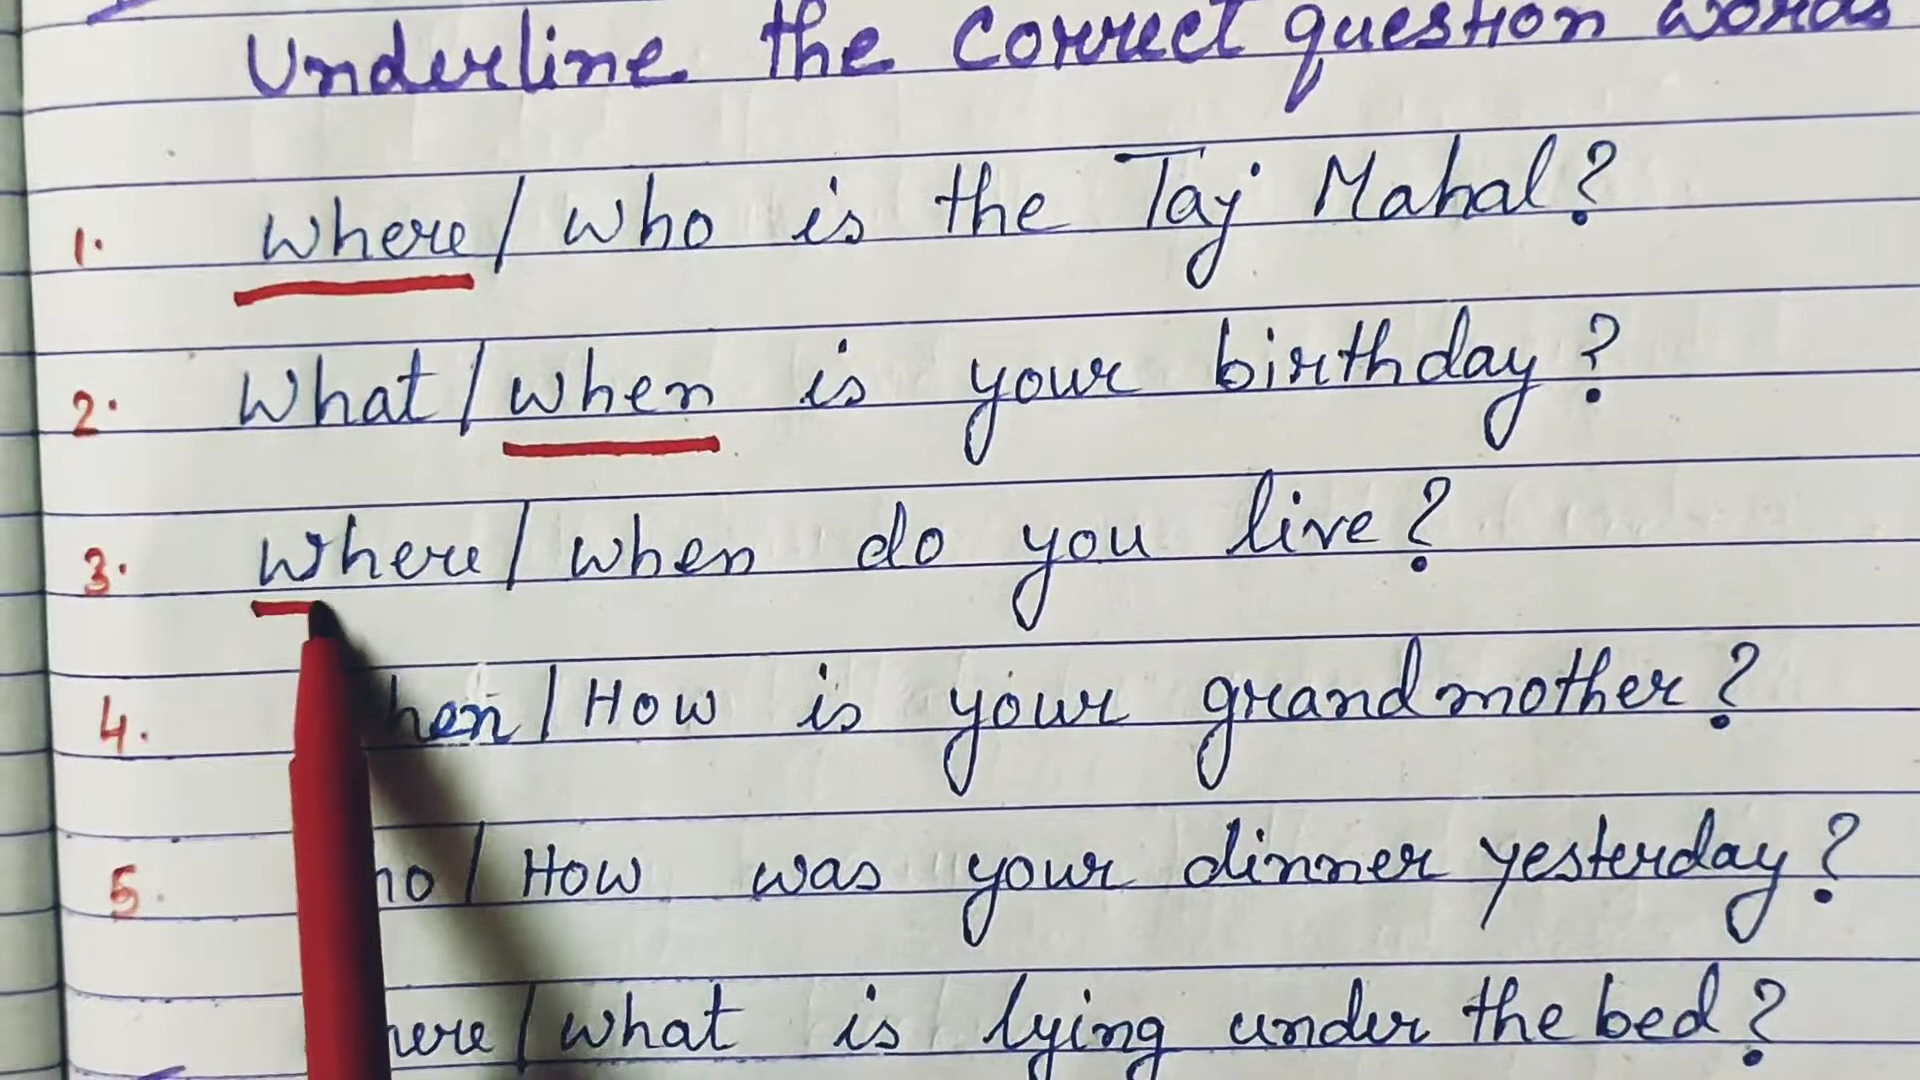 Underline the correct question words
1. Where / Who is the Taj Mahal?
2. What / When is your birthday?
3. Where / when do you live?
4. hen / How is your grandmother?
5. ho / How was your dinner yesterday?
here / what is lying under the bed?